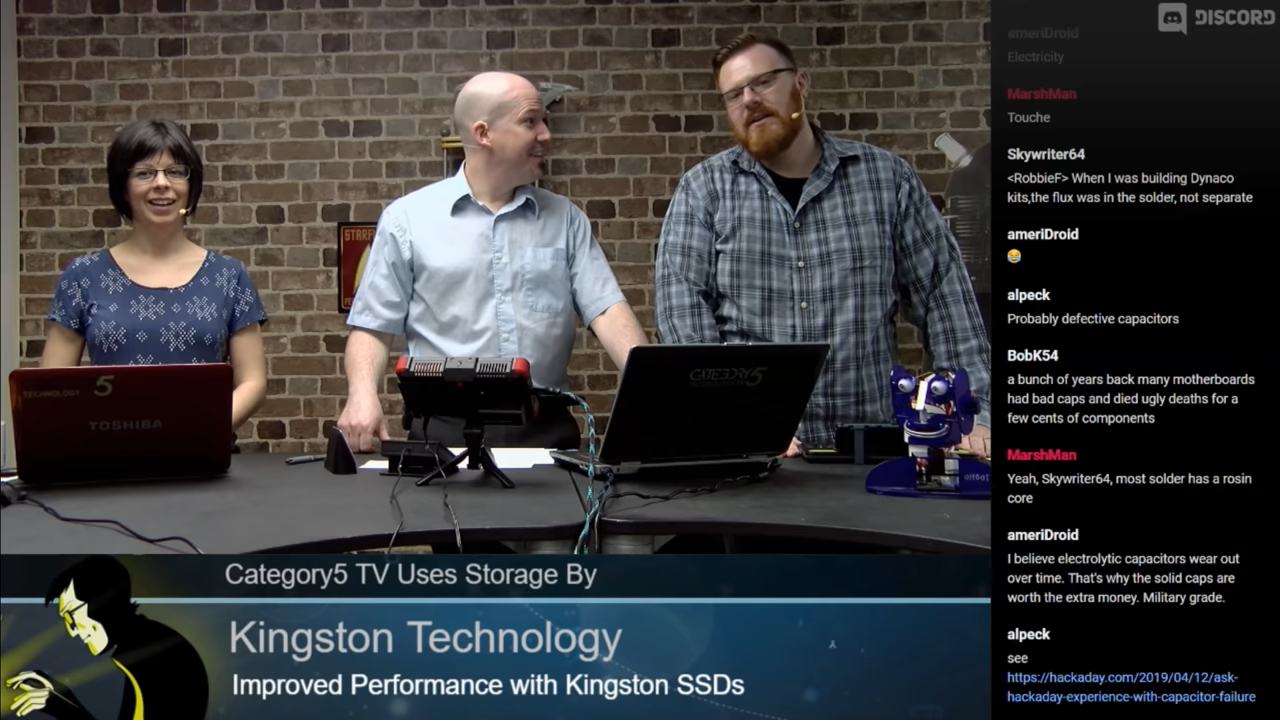 DISCORD
ameriDroid
Electricity
MarshMan
Touche
Skywriter64
<RobbieF> When I was building Dynaco
kits,the flux was in the solder, not separate
ameriDroid
😂
alpeck
Probably defective capacitors
BobK54
a bunch of years back many motherboards
had bad caps and died ugly deaths for a
few cents of components
MarshMan
Yeah, Skywriter64, most solder has a rosin
core
ameriDroid
I believe electrolytic capacitors wear out
over time. That's why the solid caps are
worth the extra money. Military grade.
alpeck
see
https://hackaday.com/2019/04/12/ask-
hackaday-experience-with-capacitor-failure
TECHNOLOGY 5
TOSHIBA
CATEGORY5
Category5 TV Uses Storage By
Kingston Technology
Improved Performance with Kingston SSDs